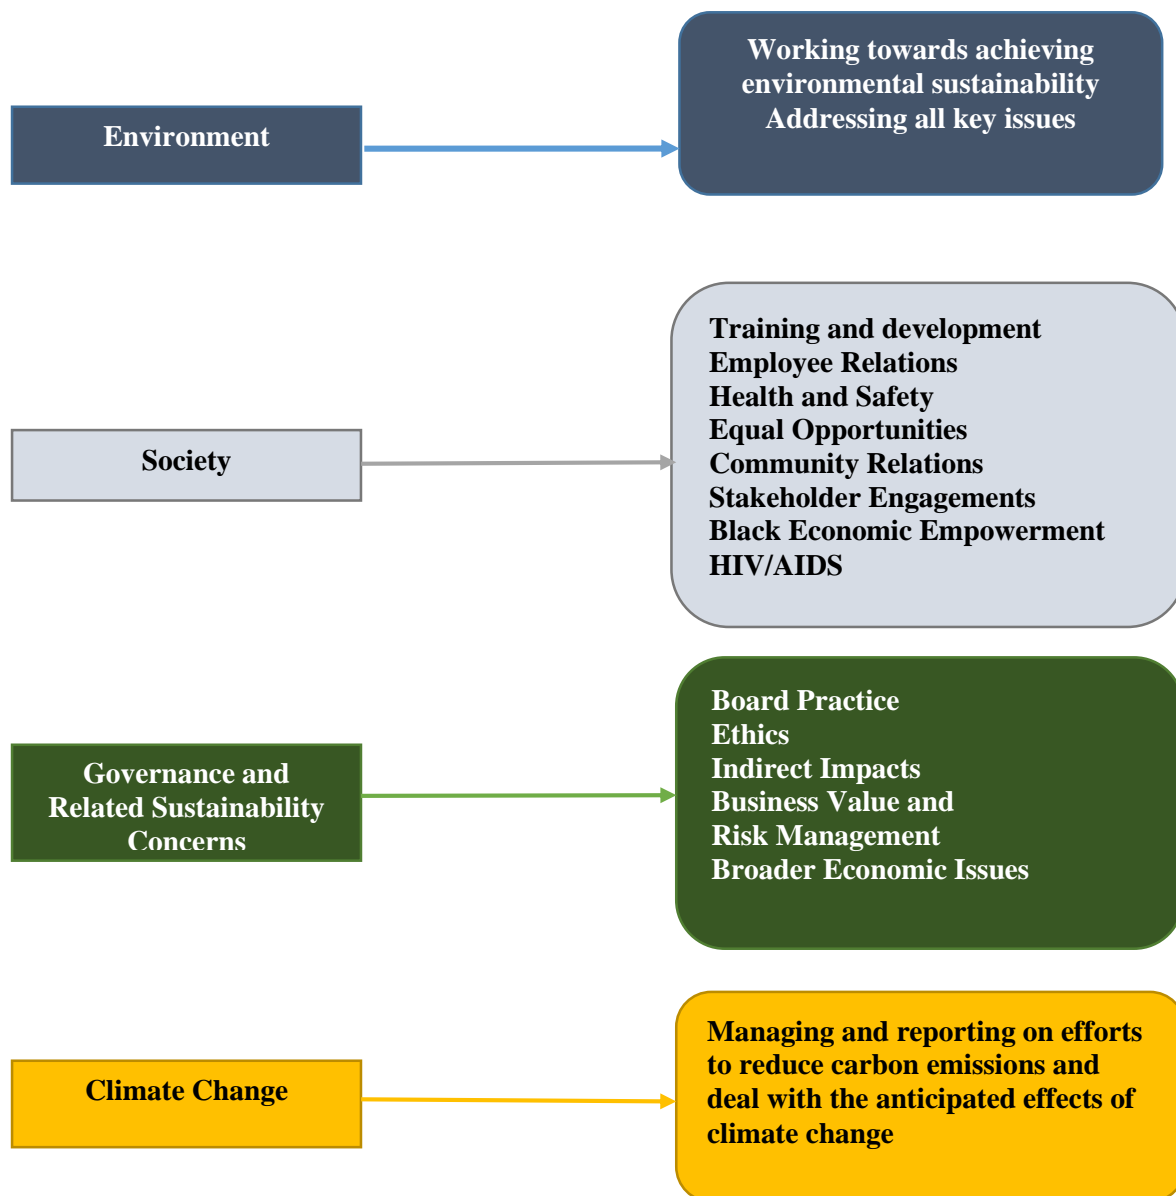 Environment
Working towards achieving
environmental sustainability
Addressing all key issues
Society
Training and development
Employee Relations
Health and Safety
Equal Opportunities
Community Relations
Stakeholder Engagements
Black Economic Empowerment
HIV/AIDS
Governance and
Related Sustainability
Concerns
Board Practice
Ethics
Indirect Impacts
Business Value and
Risk Management
Broader Economic Issues
Climate Change
Managing and reporting on efforts
to reduce carbon emissions and
deal with the anticipated effects of
climate change